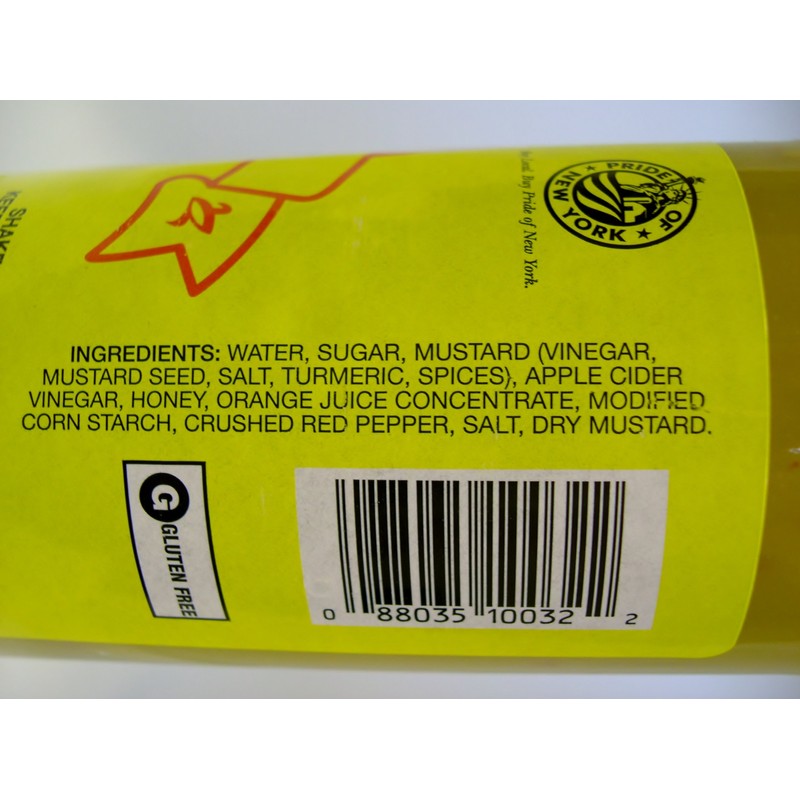 PRIDE OF
NEW YORK
Buy Pride of New York.
SHAKE
INGREDIENTS: WATER, SUGAR, MUSTARD (VINEGAR,
MUSTARD SEED, SALT, TURMERIC, SPICES), APPLE CIDER
VINEGAR, HONEY, ORANGE JUICE CONCENTRATE, MODIFIED
CORN STARCH, CRUSHED RED PEPPER, SALT, DRY MUSTARD.
G
GLUTEN FREE
0 88035 10032 2